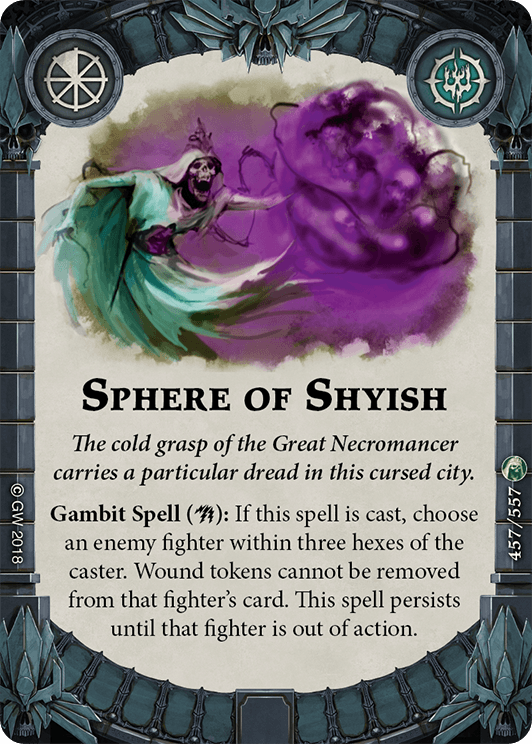 SPHERE OF SHYISH
The cold grasp of the Great Necromancer
carries a particular dread in this cursed city.
Gambit Spell (): If this spell is cast, choose
an enemy fighter within three hexes of the
caster. Wound tokens cannot be removed
from that fighter's card. This spell persists
until that fighter is out of action.
© GW 2018
457/557